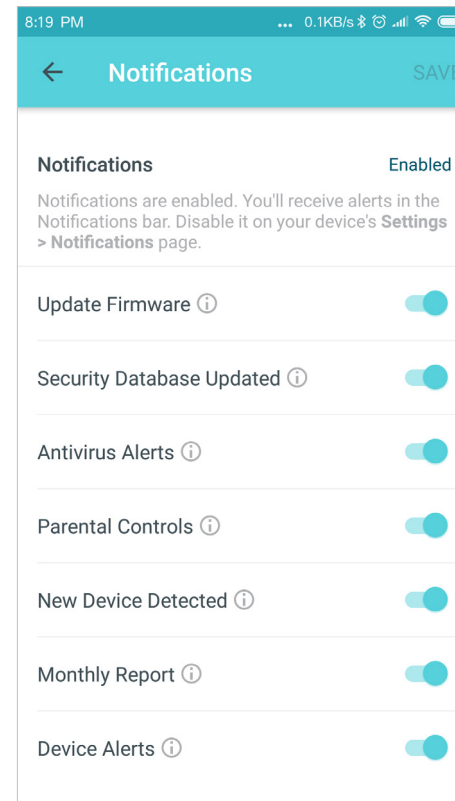 8:19 PM ... 0.1KB/s
Notifications SAVE
Notifications Enabled
Notifications are enabled. You'll receive alerts in the
Notifications bar. Disable it on your device's Settings
> Notifications page.
Update Firmware
Security Database Updated
Antivirus Alerts
Parental Controls
New Device Detected
Monthly Report
Device Alerts